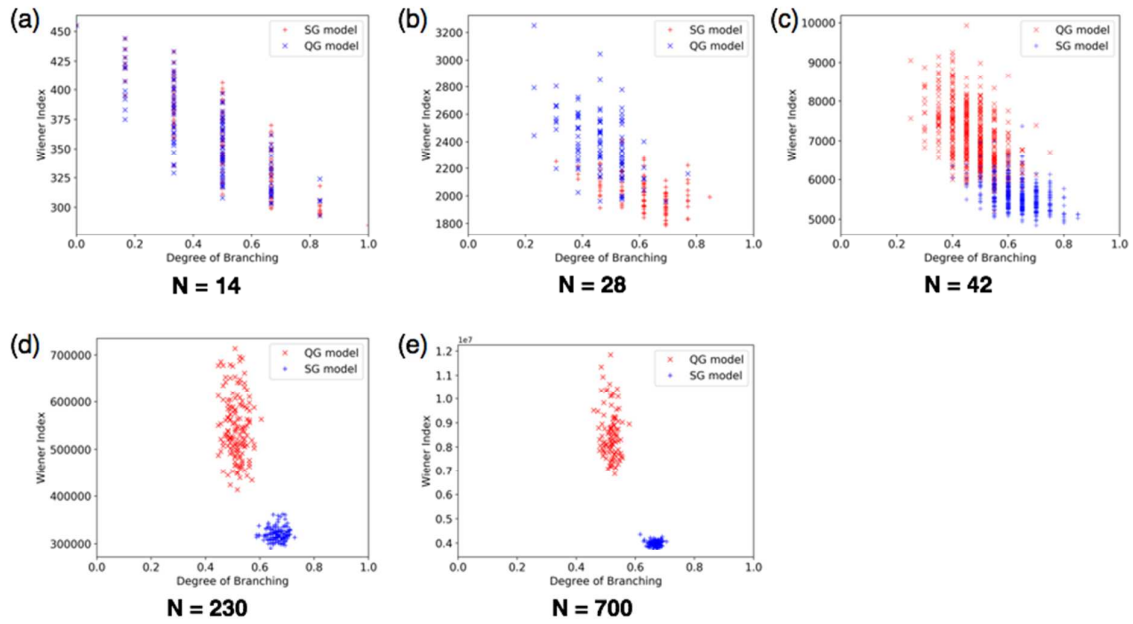 (a)
450
425
400
375
350
325
300
Wiener Index
SG model
QG model
0.0 0.2 0.4 0.6 0.8 1.0
Degree of Branching
N = 14
(b)
3200
3000
2800
2600
2400
2200
2000
1800
Wiener Index
SG model
QG model
0.0 0.2 0.4 0.6 0.8 1.0
Degree of Branching
N = 28
(c)
10000
9000
8000
7000
6000
5000
Wiener Index
QG model
SG model
0.0 0.2 0.4 0.6 0.8 1.0
Degree of Branching
N = 42
(d)
700000
600000
500000
400000
300000
Wiener Index
QG model
SG model
0.0 0.2 0.4 0.6 0.8 1.0
Degree of Branching
N = 230
(e)
1e7
1.2
1.1
1.0
0.9
0.8
0.7
0.6
0.5
0.4
Wiener Index
QG model
SG model
0.0 0.2 0.4 0.6 0.8 1.0
Degree of Branching
N = 700